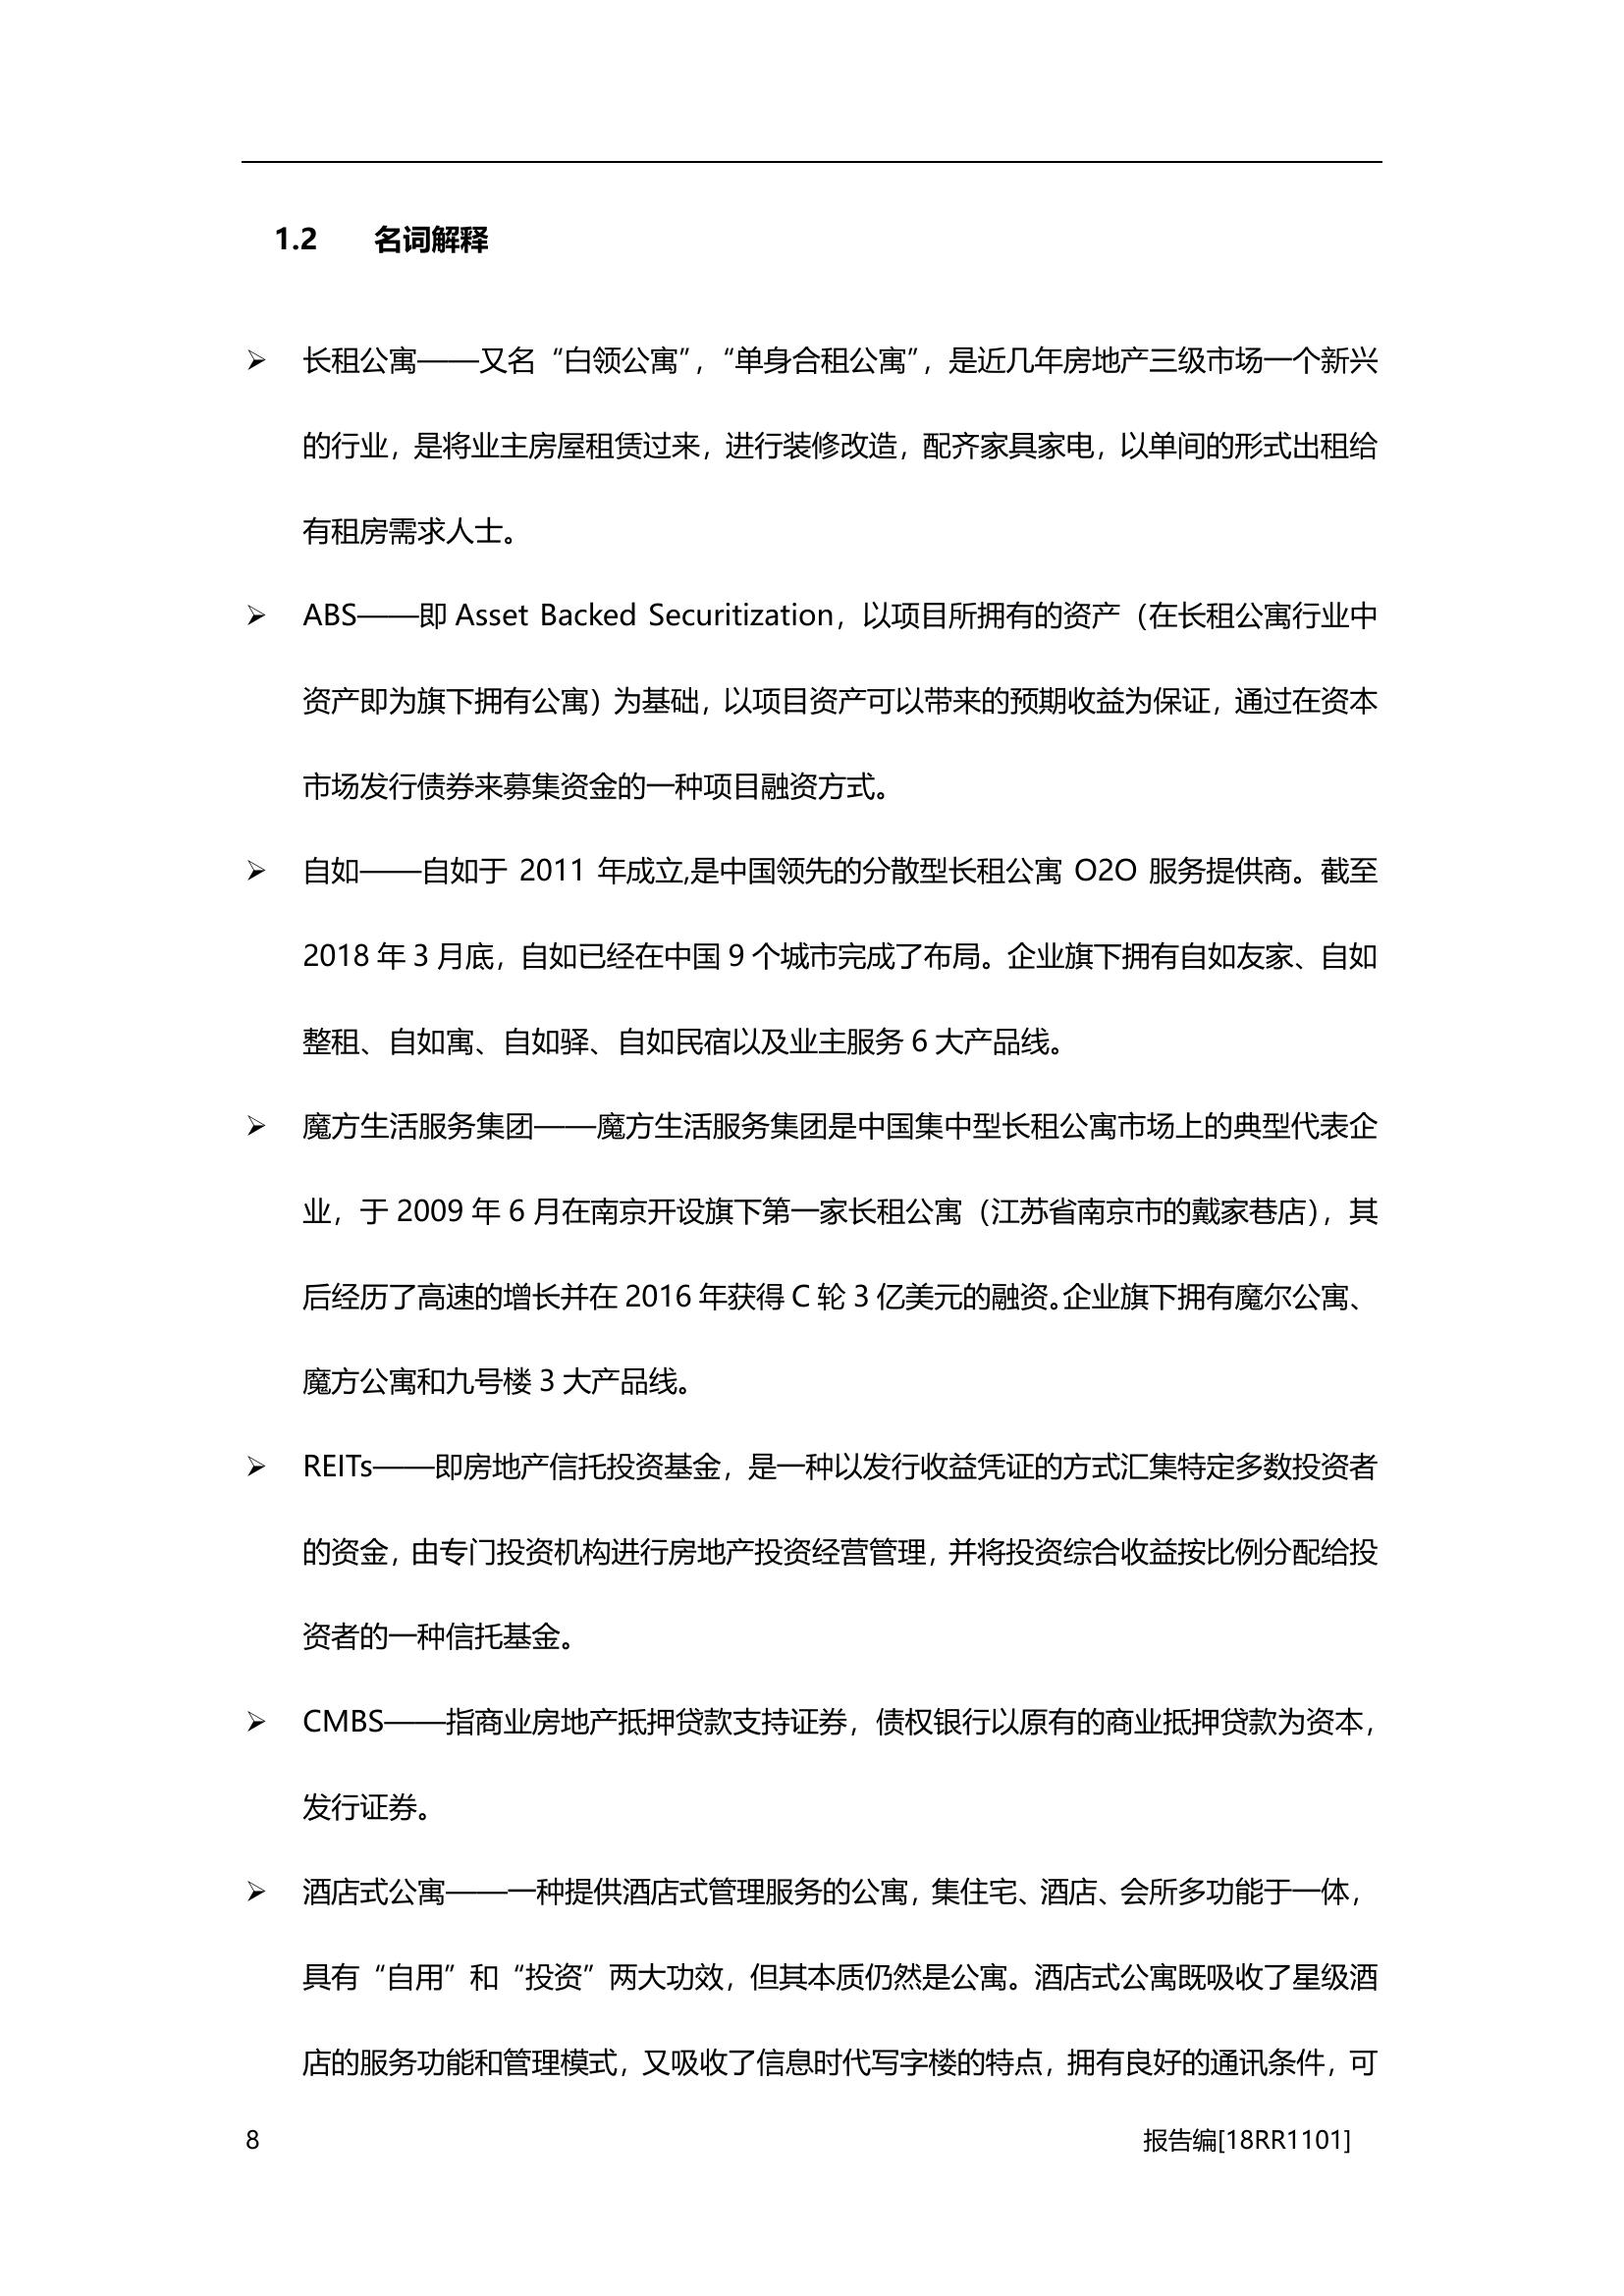 1.2 名词解释
➢ 长租公寓——又名“白领公寓”，“单身合租公寓”，是近几年房地产三级市场一个新兴
的行业，是将业主房屋租赁过来，进行装修改造，配齐家具家电，以单间的形式出租给
有租房需求人士。
➢ ABS——即 Asset Backed Securitization，以项目所拥有的资产（在长租公寓行业中
资产即为旗下拥有公寓）为基础，以项目资产可以带来的预期收益为保证，通过在资本
市场发行债券来募集资金的一种项目融资方式。
➢ 自如——自如于 2011 年成立,是中国领先的分散型长租公寓 O2O 服务提供商。截至
2018 年 3 月底，自如已经在中国 9 个城市完成了布局。企业旗下拥有自如友家、自如
整租、自如寓、自如驿、自如民宿以及业主服务 6 大产品线。
➢ 魔方生活服务集团——魔方生活服务集团是中国集中型长租公寓市场上的典型代表企
业，于 2009 年 6 月在南京开设旗下第一家长租公寓（江苏省南京市的戴家巷店），其
后经历了高速的增长并在 2016 年获得 C 轮 3 亿美元的融资。企业旗下拥有魔尔公寓、
魔方公寓和九号楼 3 大产品线。
➢ REITs——即房地产信托投资基金，是一种以发行收益凭证的方式汇集特定多数投资者
的资金，由专门投资机构进行房地产投资经营管理，并将投资综合收益按比例分配给投
资者的一种信托基金。
➢ CMBS——指商业房地产抵押贷款支持证券，债权银行以原有的商业抵押贷款为资本，
发行证券。
➢ 酒店式公寓——一种提供酒店式管理服务的公寓，集住宅、酒店、会所多功能于一体，
具有“自用”和“投资”两大功效，但其本质仍然是公寓。酒店式公寓既吸收了星级酒
店的服务功能和管理模式，又吸收了信息时代写字楼的特点，拥有良好的通讯条件，可
8 报告编[18RR1101]